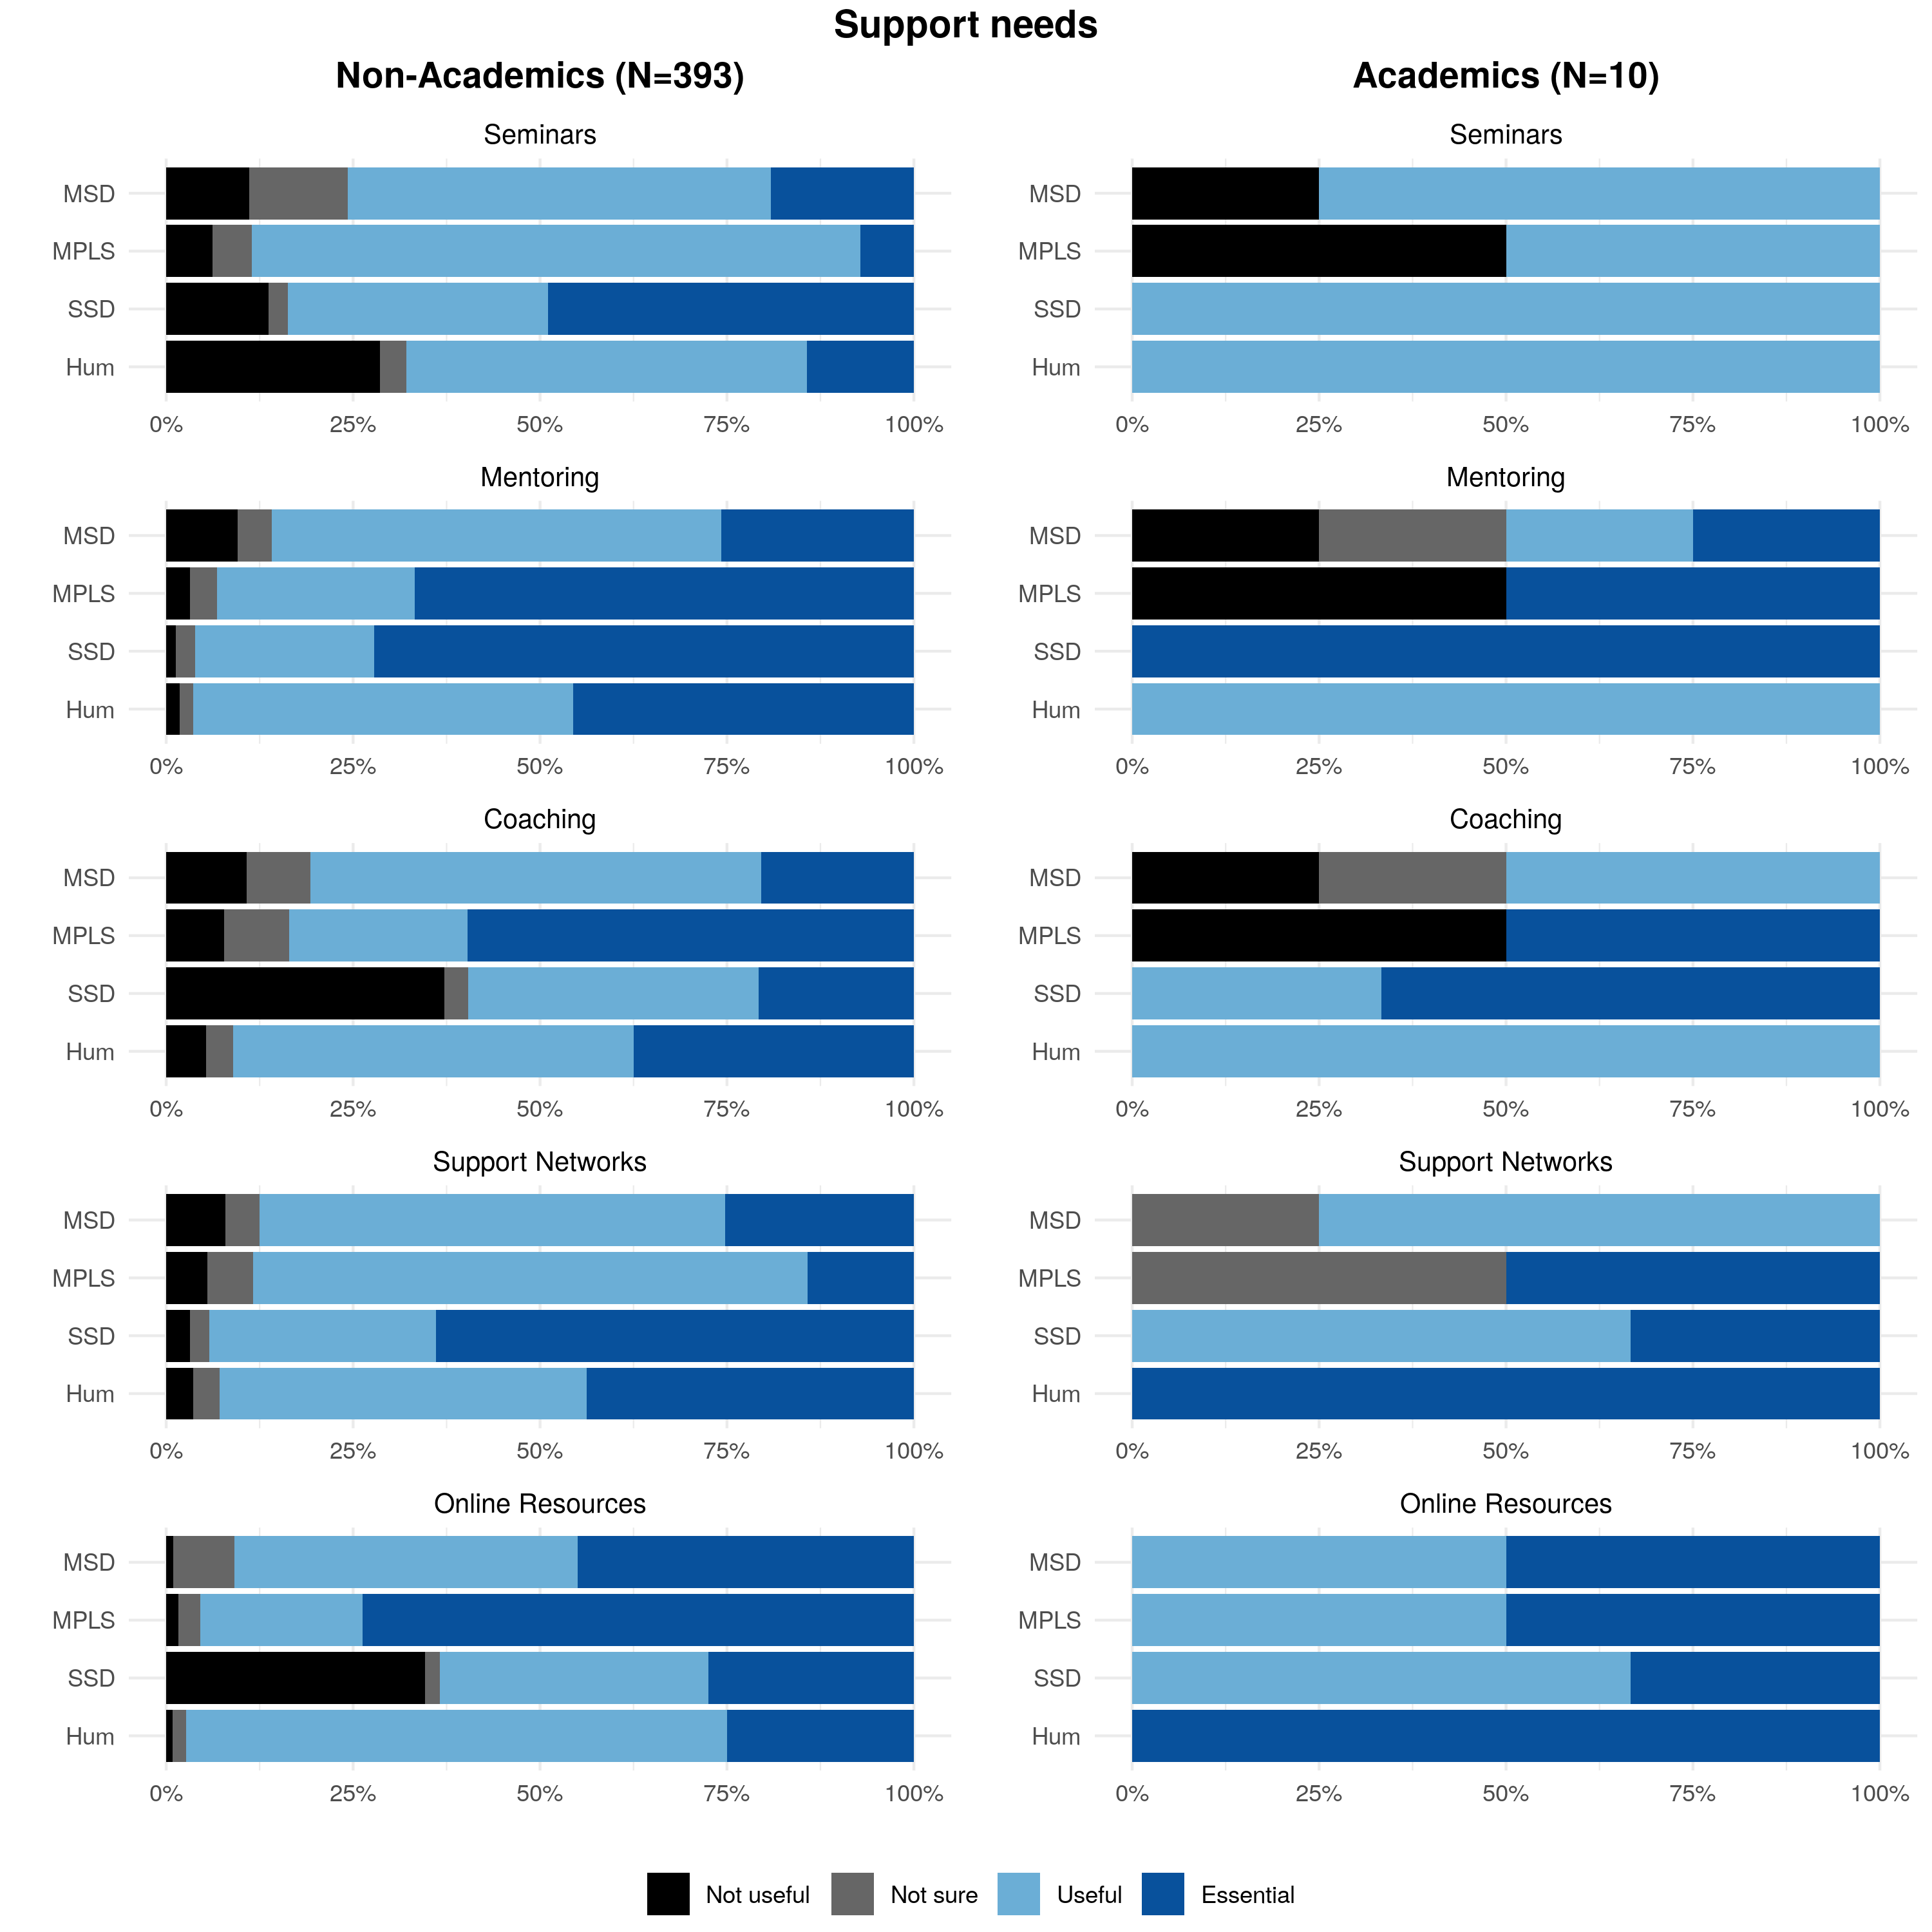 Support needs
Non-Academics (N=393)
Seminars
MSD
MPLS
SSD
Hum
0% 25% 50% 75% 100%
Mentoring
MSD
MPLS
SSD
Hum
0% 25% 50% 75% 100%
Coaching
MSD
MPLS
SSD
Hum
0% 25% 50% 75% 100%
Support Networks
MSD
MPLS
SSD
Hum
0% 25% 50% 75% 100%
Online Resources
MSD
MPLS
SSD
Hum
0% 25% 50% 75% 100%
Academics (N=10)
Seminars
MSD
MPLS
SSD
Hum
0% 25% 50% 75% 100%
Mentoring
MSD
MPLS
SSD
Hum
0% 25% 50% 75% 100%
Coaching
MSD
MPLS
SSD
Hum
0% 25% 50% 75% 100%
Support Networks
MSD
MPLS
SSD
Hum
0% 25% 50% 75% 100%
Online Resources
MSD
MPLS
SSD
Hum
0% 25% 50% 75% 100%
Not useful Not sure Useful Essential